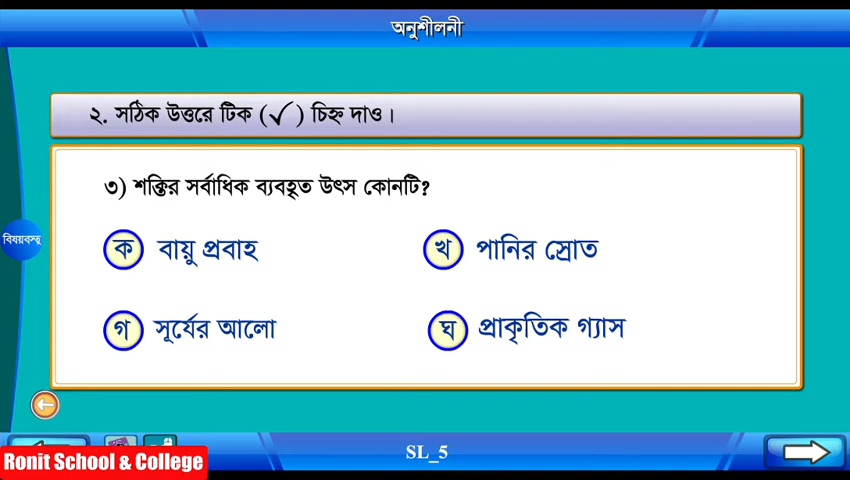 অনুশীলনী
২. সঠিক উত্তরে টিক (✓) চিহ্ন দাও।
৩) শক্তির সর্বাধিক ব্যবহৃত উৎস কোনটি?
ক বায়ু প্রবাহ
খ পানির স্রোত
বিষয়বস্তু
গ সূর্যের আলো
ঘ প্রাকৃতিক গ্যাস
SL_5
Ronit School & College